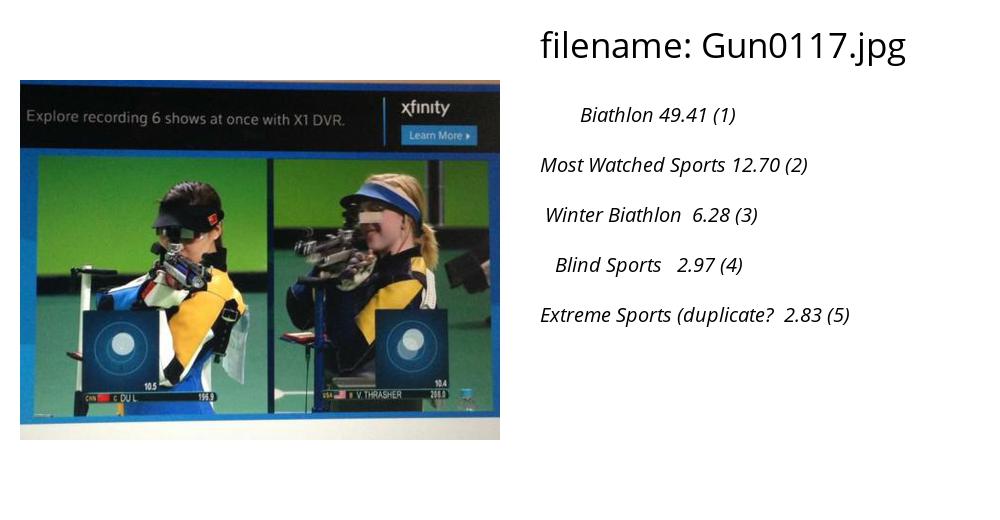 filename: Gun0117.jpg
Explore recording 6 shows at once with X1 DVR.
xfinity
Learn More
10.5
CHN C DU L 196.9
10.4
USA V. THRASHER 208.0
Biathlon 49.41 (1)
Most Watched Sports 12.70 (2)
Winter Biathlon 6.28 (3)
Blind Sports 2.97 (4)
Extreme Sports (duplicate? 2.83 (5)